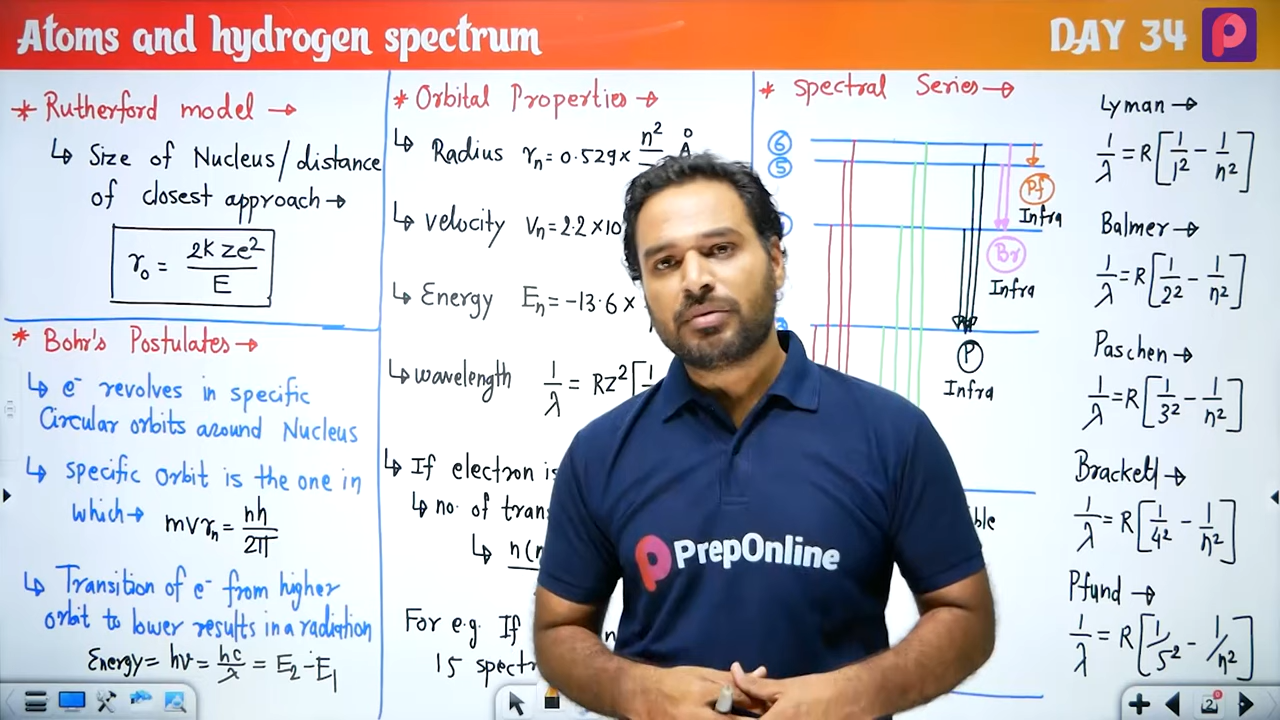 Atoms and hydrogen spectrum
DAY 34
* Rutherford model →
↳ Size of Nucleus/distance
of closest approach →
r₀ = 2kze² / E
* Bohr's Postulates →
↳ e⁻ revolves in specific
Circular orbits around Nucleus
↳ specific orbit is the one in
which → mvrₙ = nh / 2π
↳ Transition of e⁻ from higher
orbit to lower results in a radiation
Energy = hν = hc/λ = E₂ - E₁
* Orbital Properties →
↳ Radius rₙ = 0.529 × n² Å
↳ velocity Vₙ = 2.2 × 10
↳ Energy Eₙ = -13.6 ×
↳ wavelength 1/λ = RZ² [1
↳ If electron is
↳ no. of tran
↳ n(n
For e.g. If
15 spect
* Spectral Series →
6
5
Pf
Infra
Br
Infra
P
Infra
ble
Lyman →
1/λ = R[1/1² - 1/n²]
Balmer →
1/λ = R[1/2² - 1/n²]
Paschen →
1/λ = R[1/3² - 1/n²]
Brackett →
1/λ = R[1/4² - 1/n²]
Pfund →
1/λ = R[1/5² - 1/n²]
PrepOnline
2